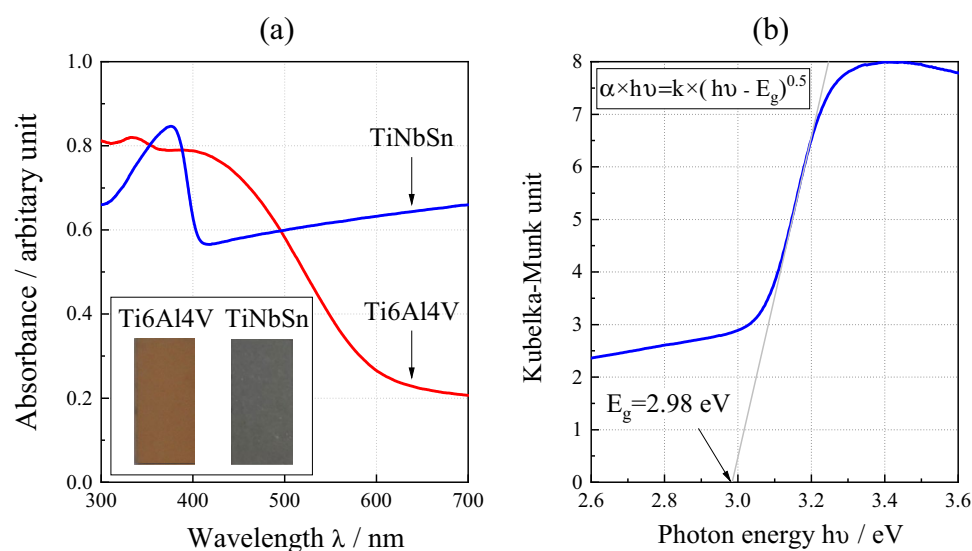 (a)
1.0
0.8
0.6
0.4
0.2
0.0
Absorbance / arbitary unit
TiNbSn
Ti6Al4V
Ti6Al4V TiNbSn
300 400 500 600 700
Wavelength λ / nm
(b)
8
7
6
5
4
3
2
1
0
Kubelka-Munk unit
α×hυ=k×(hυ - E_g)^0.5
E_g=2.98 eV
2.6 2.8 3.0 3.2 3.4 3.6
Photon energy hυ / eV